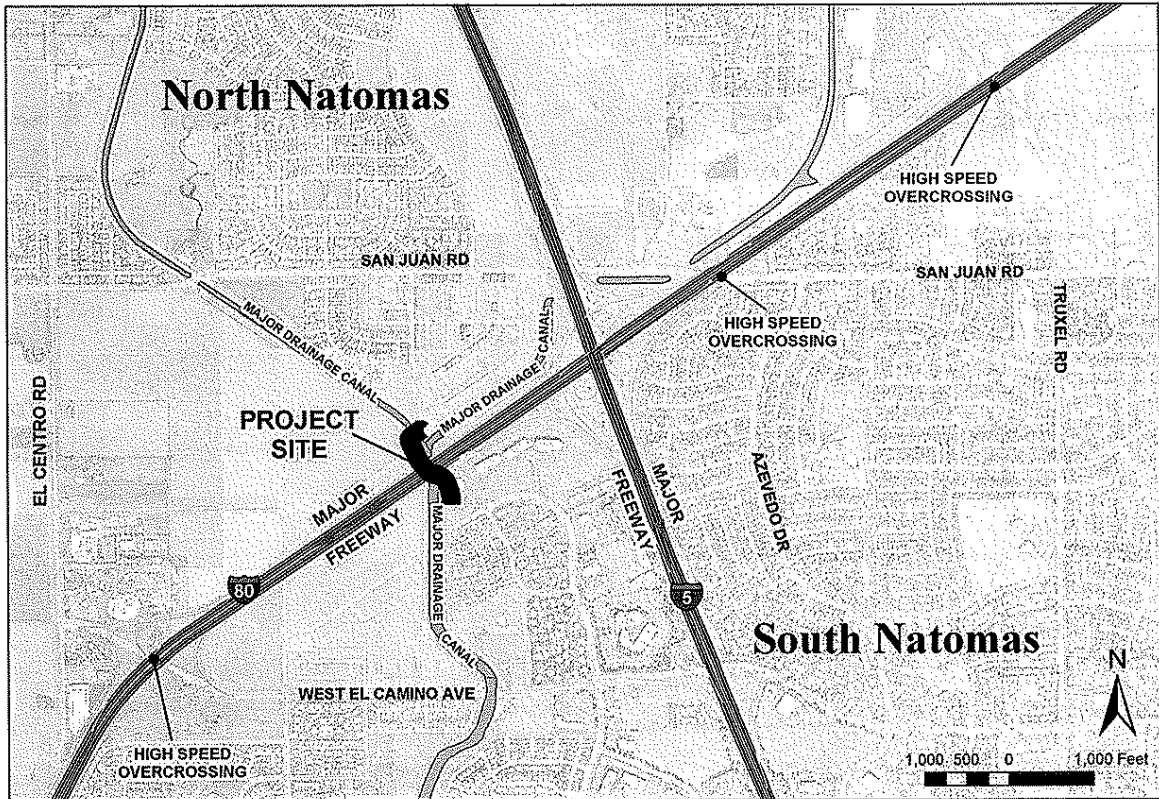 North Natomas
HIGH SPEED
OVERCROSSING
SAN JUAN RD
SAN JUAN RD
MAJOR DRAINAGE CANAL
MAJOR DRAINAGE CANAL
HIGH SPEED
OVERCROSSING
TRUXEL RD
EL CENTRO RD
PROJECT
SITE
MAJOR
FREEWAY
MAJOR DRAINAGE
CANAL
MAJOR
FREEWAY
AZEVEDO DR
80
5
South Natomas
WEST EL CAMINO AVE
HIGH SPEED
OVERCROSSING
N
1,000 500 0 1,000 Feet